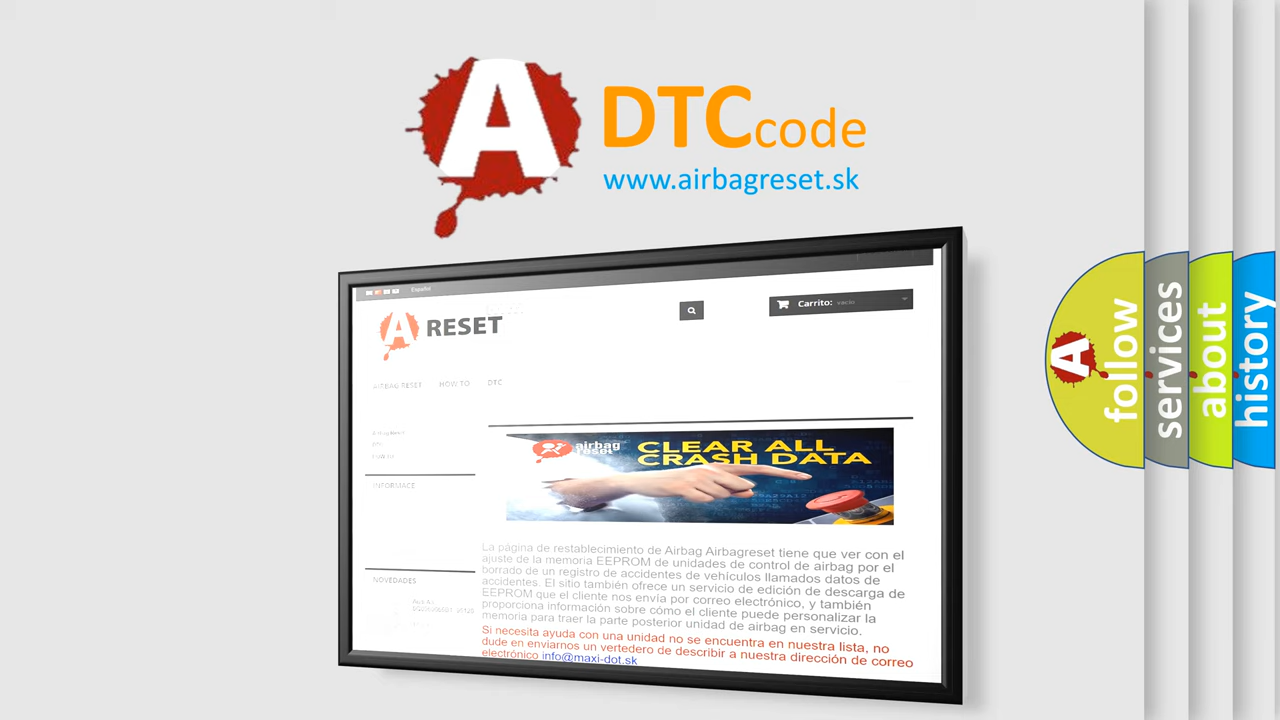 A DTCcode
www.airbagreset.sk
Español
A RESET
Carrito: vacío
AIRBAG RESET HOW TO DTC
INFORMACE
airbag
reset
CLEAR ALL
CRASH DATA
La página de restablecimiento de Airbag Airbagreset tiene que ver con el
ajuste de la memoria EEPROM de unidades de control de airbag por el
borrado de un registro de accidentes de vehículos llamados datos de
accidentes. El sitio también ofrece un servicio de edición de descarga de
EEPROM que el cliente nos envía por correo electrónico, y también
proporciona información sobre cómo el cliente puede personalizar la
memoria para traer la parte posterior unidad de airbag en servicio.
NOVEDADES
Si necesita ayuda con una unidad no se encuentra en nuestra lista, no
dude en enviarnos un vertedero de describir a nuestra dirección de correo
electrónico info@maxi-dot.sk
A follow
services
about
history